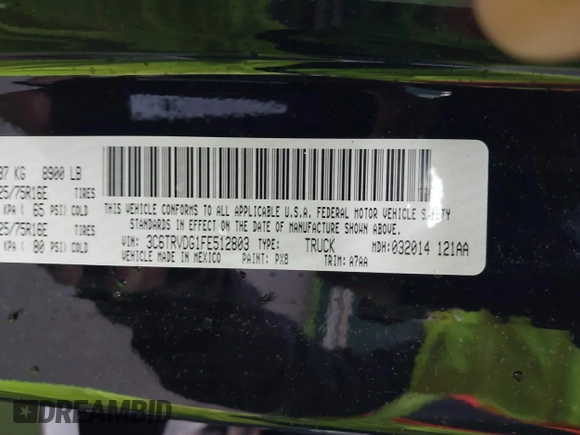 37 KG 8900 LB
25/75R16E TIRES
KPA ( 65 PSI) COLD
25/75R16E TIRES
KPA ( 80 PSI) COLD
THIS VEHICLE CONFORMS TO ALL APPLICABLE U.S.A. FEDERAL MOTOR VEHICLE SAFETY
STANDARDS IN EFFECT ON THE DATE OF MANUFACTURE SHOWN ABOVE.
VIN: 3C6TRVDG1FE512803 TYPE: TRUCK MDH: 032014 121AA
MADE IN MEXICO PAINT: PX8 TRIM: A7AA
DREAMBID